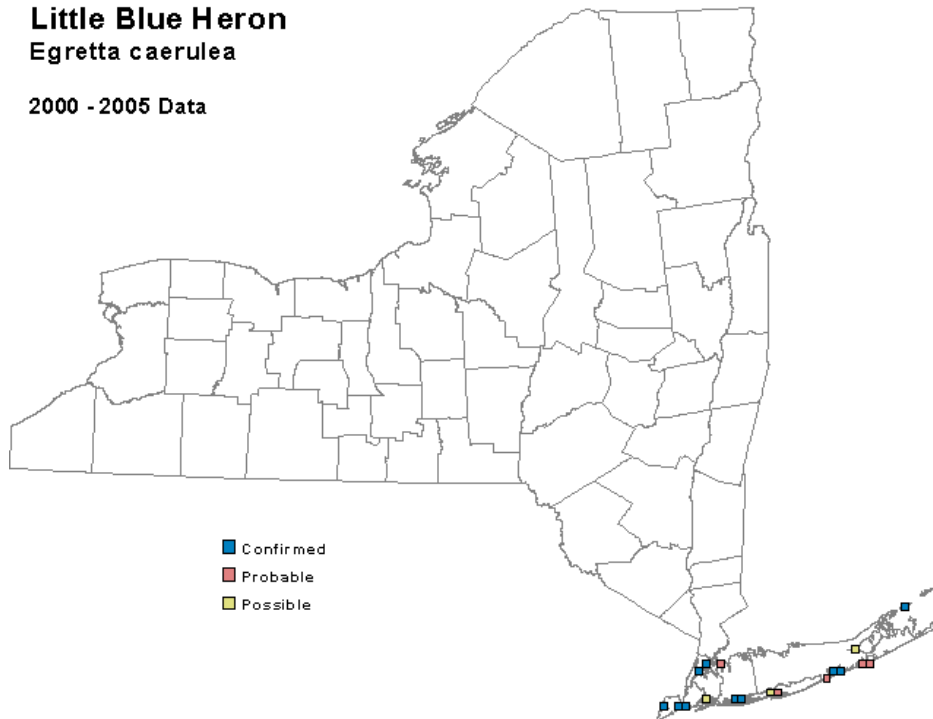 Little Blue Heron
Egretta caerulea
2000 - 2005 Data
Confirmed
Probable
Possible